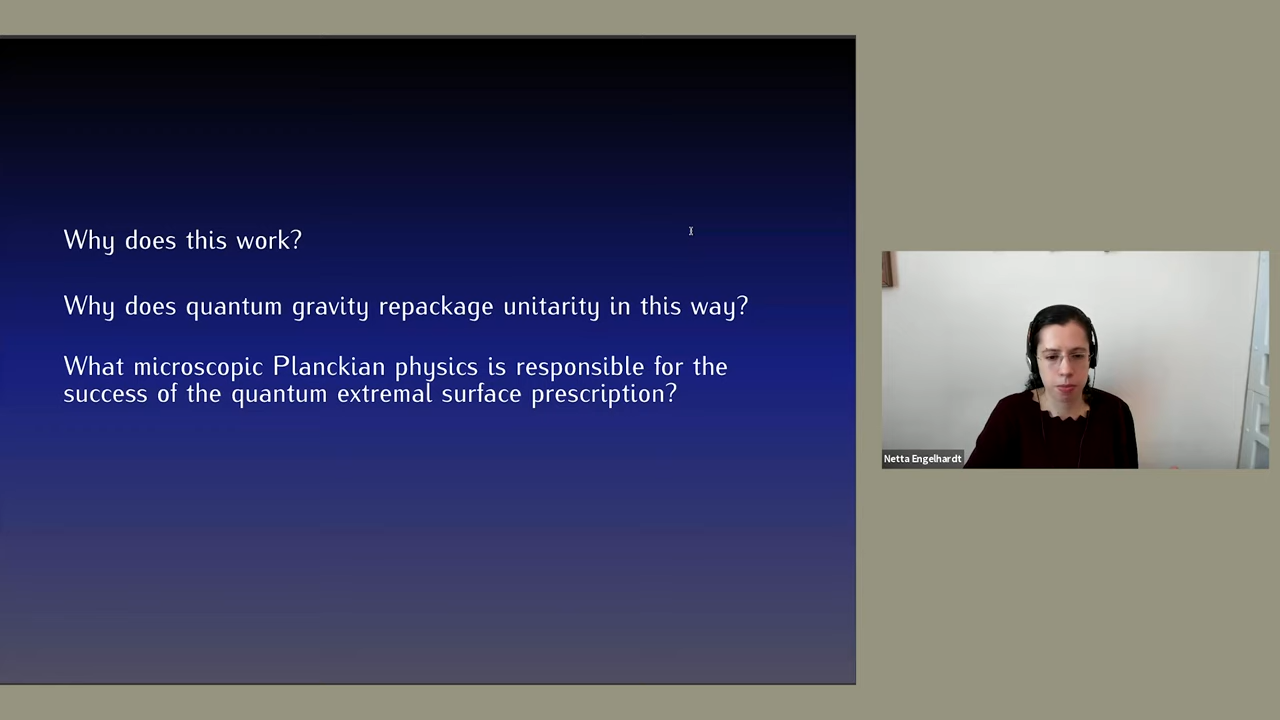 Why does this work?
Why does quantum gravity repackage unitarity in this way?
What microscopic Planckian physics is responsible for the
success of the quantum extremal surface prescription?
Netta Engelhardt